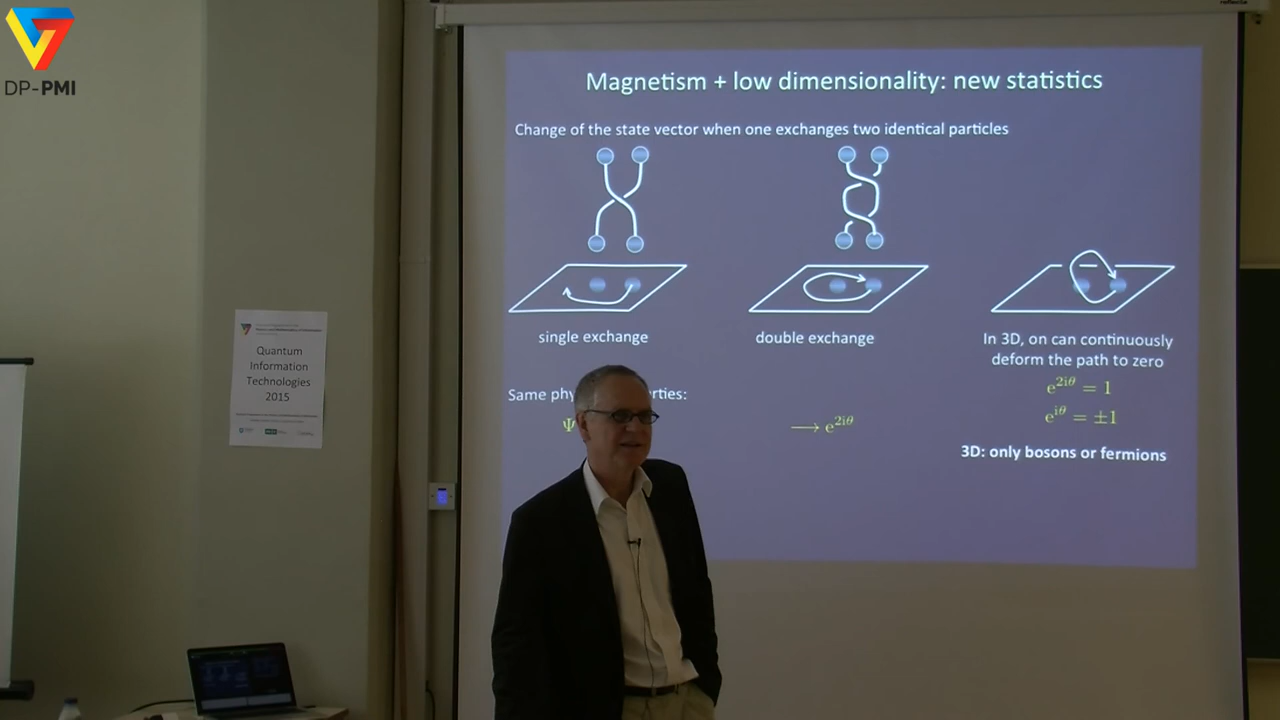 DP-PMI
reflecta
Magnetism + low dimensionality: new statistics
Change of the state vector when one exchanges two identical particles
single exchange
double exchange
In 3D, on can continuously
deform the path to zero
e^{2iθ} = 1
e^{iθ} = ±1
3D: only bosons or fermions
Same phy erties:
Ψ
⟶ e^{2iθ}
Quantum
Information
Technologies
2015